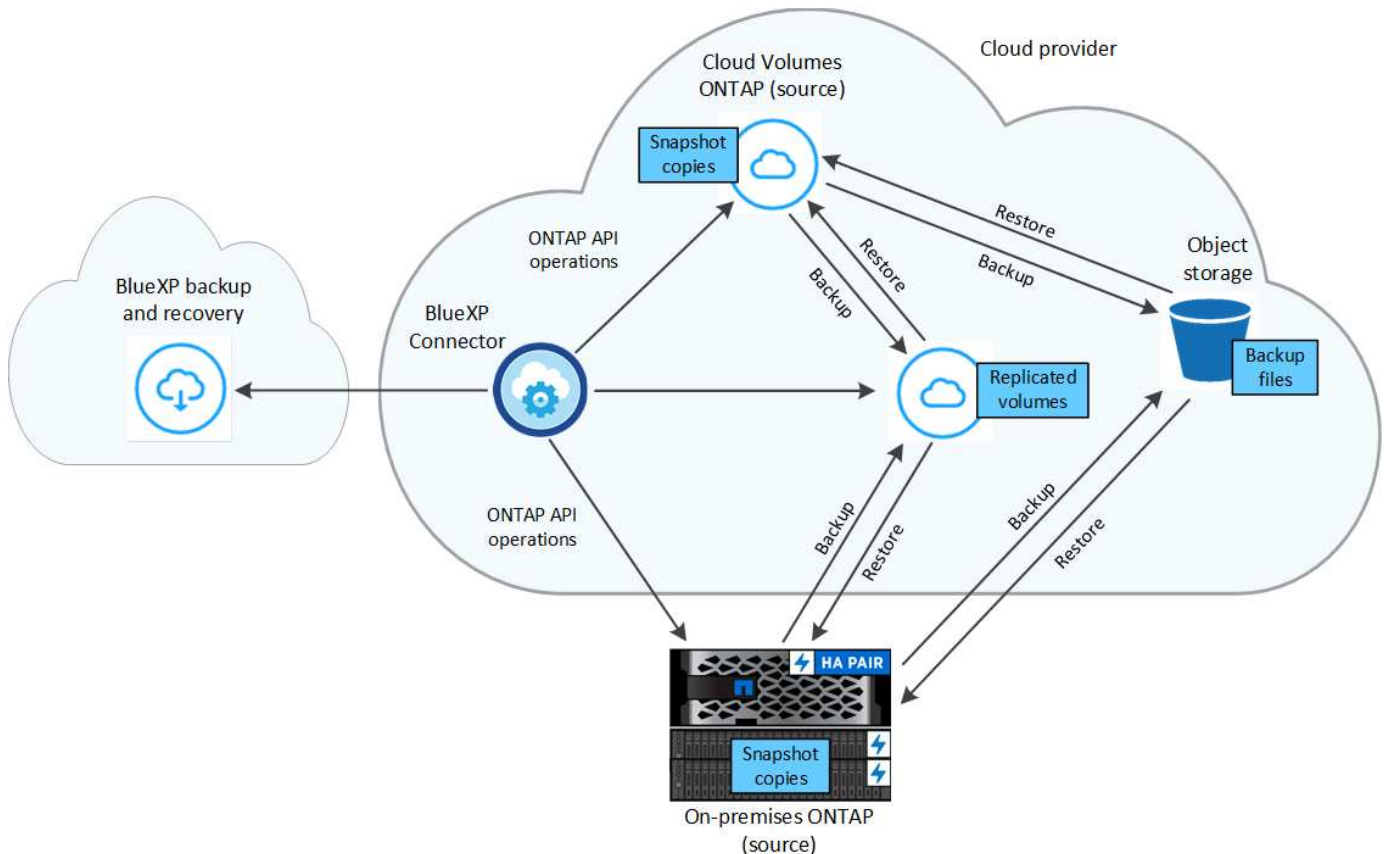 Cloud provider
Cloud Volumes
ONTAP (source)
Snapshot
copies
Restore
Backup
Restore
Backup
Object
storage
Backup
files
ONTAP API
operations
BlueXP backup
and recovery
BlueXP
Connector
Replicated
volumes
ONTAP API
operations
Backup
Restore
Backup
Restore
HA PAIR
Snapshot
copies
On-premises ONTAP
(source)